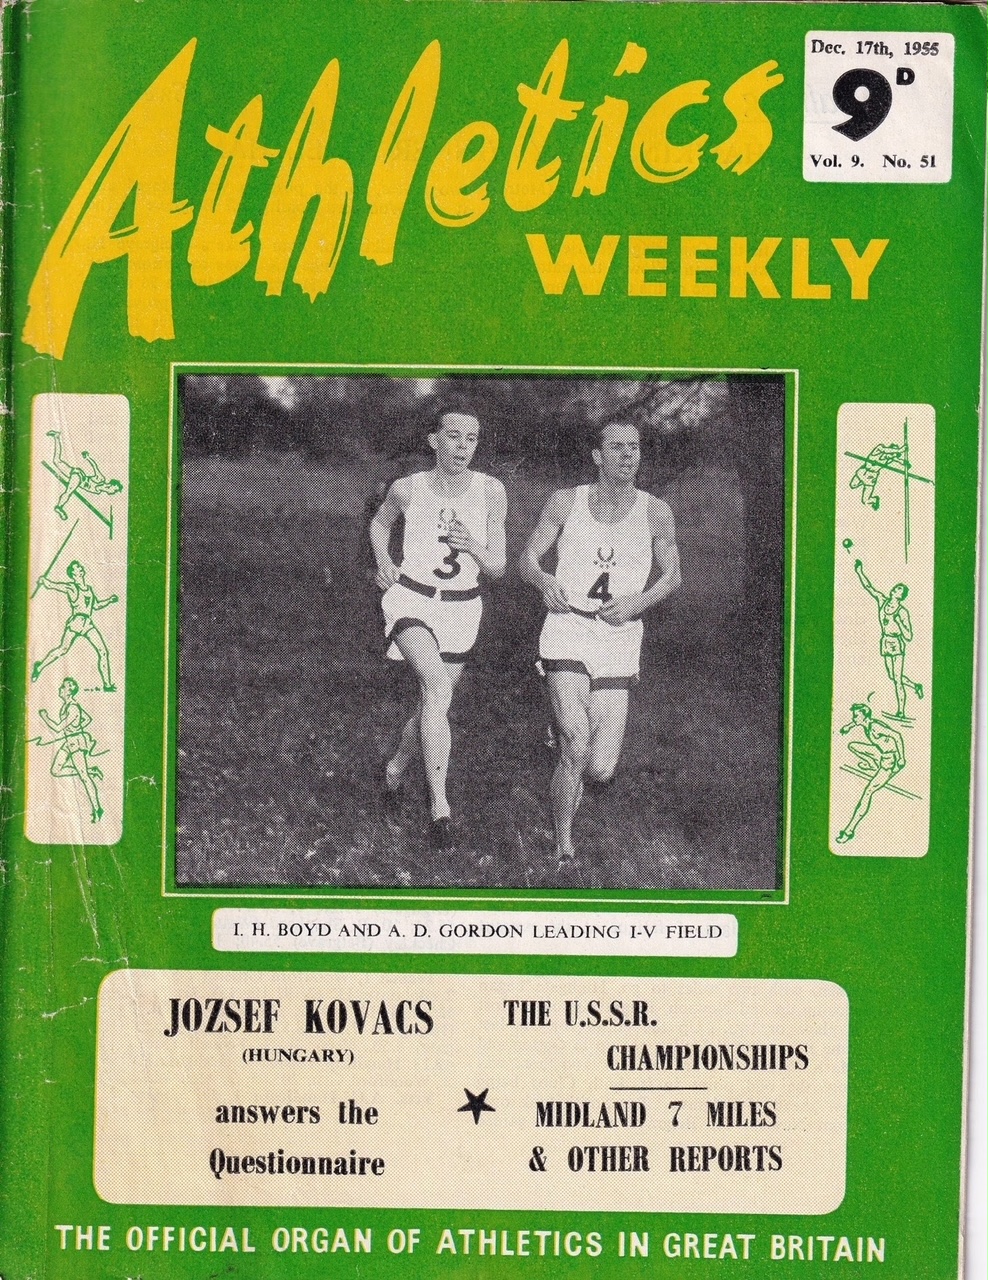 Athletics
WEEKLY
Dec. 17th, 1955
9D
Vol. 9. No. 51
3
4
I. H. BOYD AND A. D. GORDON LEADING I-V FIELD
JOZSEF KOVACS
(HUNGARY)
answers the
Questionnaire
THE U.S.S.R.
CHAMPIONSHIPS
MIDLAND 7 MILES
& OTHER REPORTS
THE OFFICIAL ORGAN OF ATHLETICS IN GREAT BRITAIN